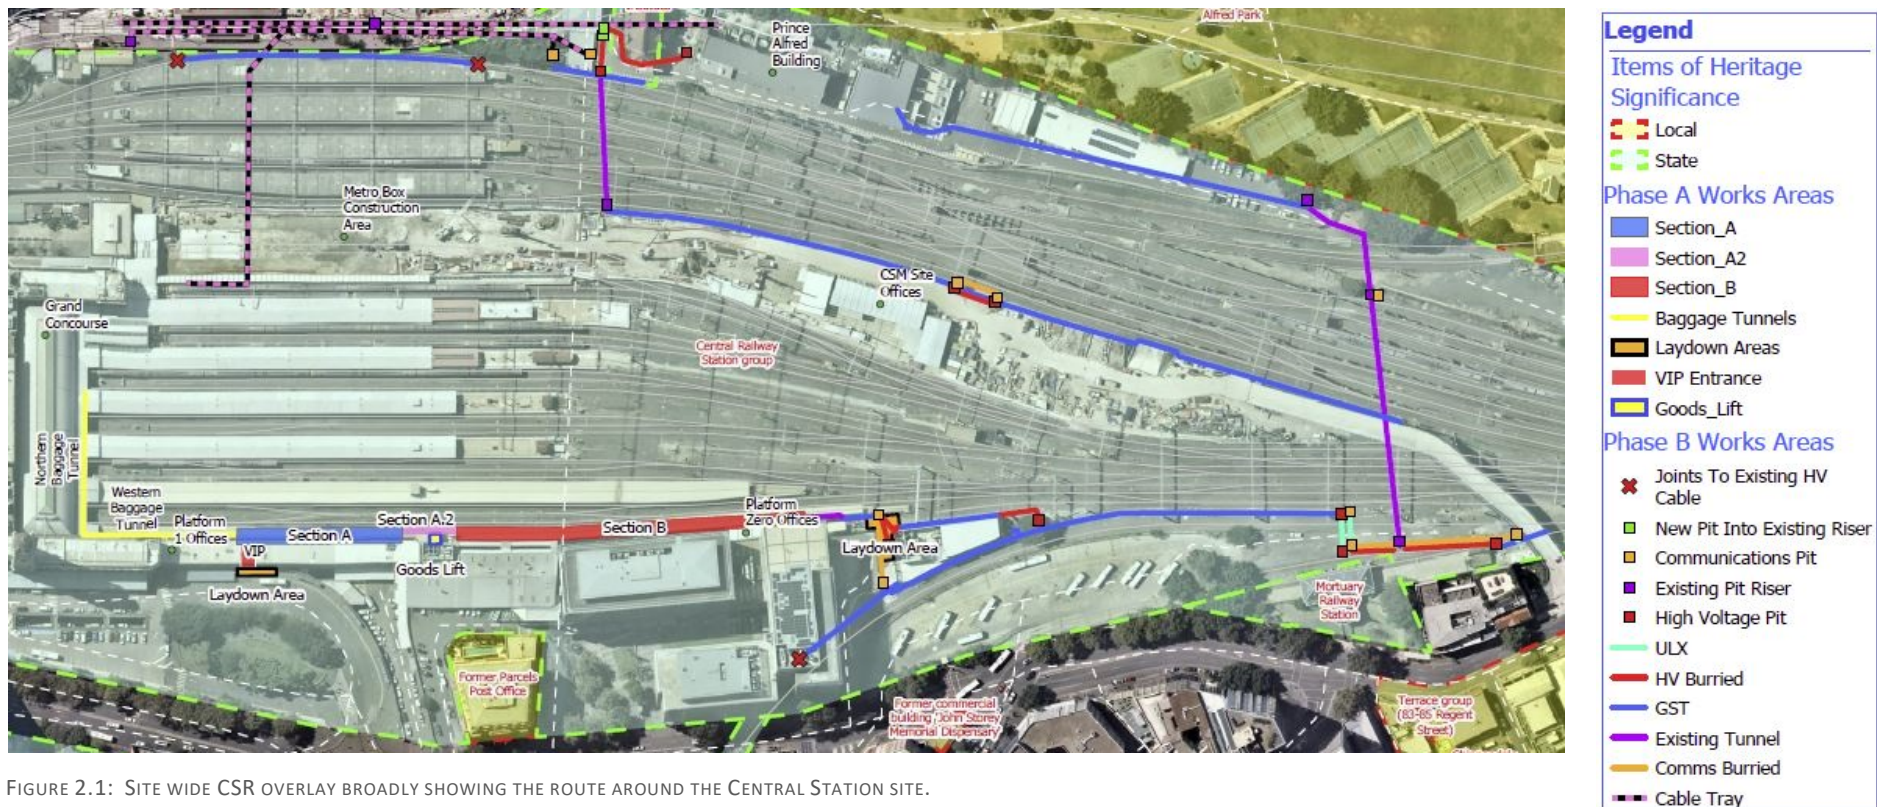 Alfred Park
Prince
Alfred
Building
Metro Box
Construction
Area
CSM Site
Offices
Grand
Concourse
Central Railway
Station group
Northern
Baggage
Tunnel
Western
Baggage
Tunnel
Platform
1 Offices
Section A
Section A.2
Section B
Platform
Zero Offices
VIP
Goods Lift
Laydown Area
Laydown Area
Mortuary
Railway
Station
Former Parcels
Post Office
Former commercial
building 'John Storey
Memorial Dispensary'
Terrace group
(83-85 Regent
Street)
Legend
Items of Heritage
Significance
Local
State
Phase A Works Areas
Section_A
Section_A2
Section_B
Baggage Tunnels
Laydown Areas
VIP Entrance
Goods_Lift
Phase B Works Areas
Joints To Existing HV
Cable
New Pit Into Existing Riser
Communications Pit
Existing Pit Riser
High Voltage Pit
ULX
HV Burried
GST
Existing Tunnel
Comms Burried
Cable Tray
FIGURE 2.1: SITE WIDE CSR OVERLAY BROADLY SHOWING THE ROUTE AROUND THE CENTRAL STATION SITE.